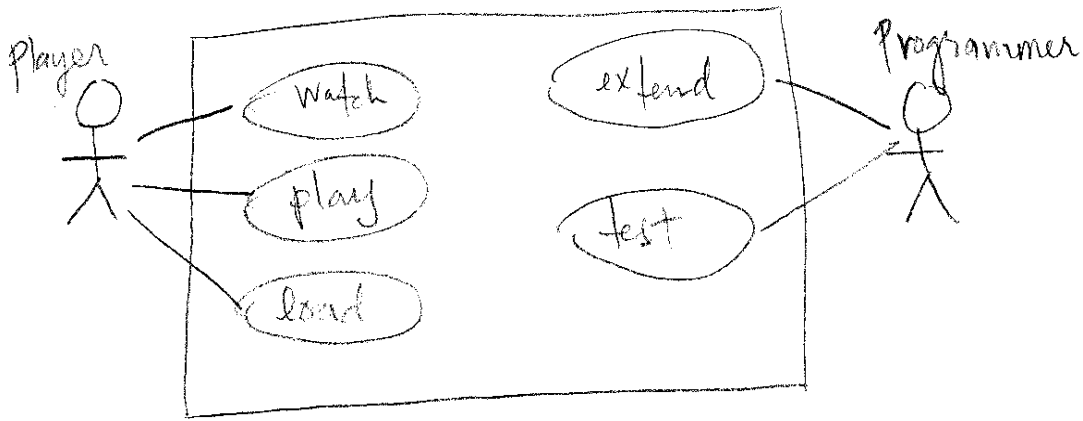 Player
Programmer
watch
extend
play
test
load